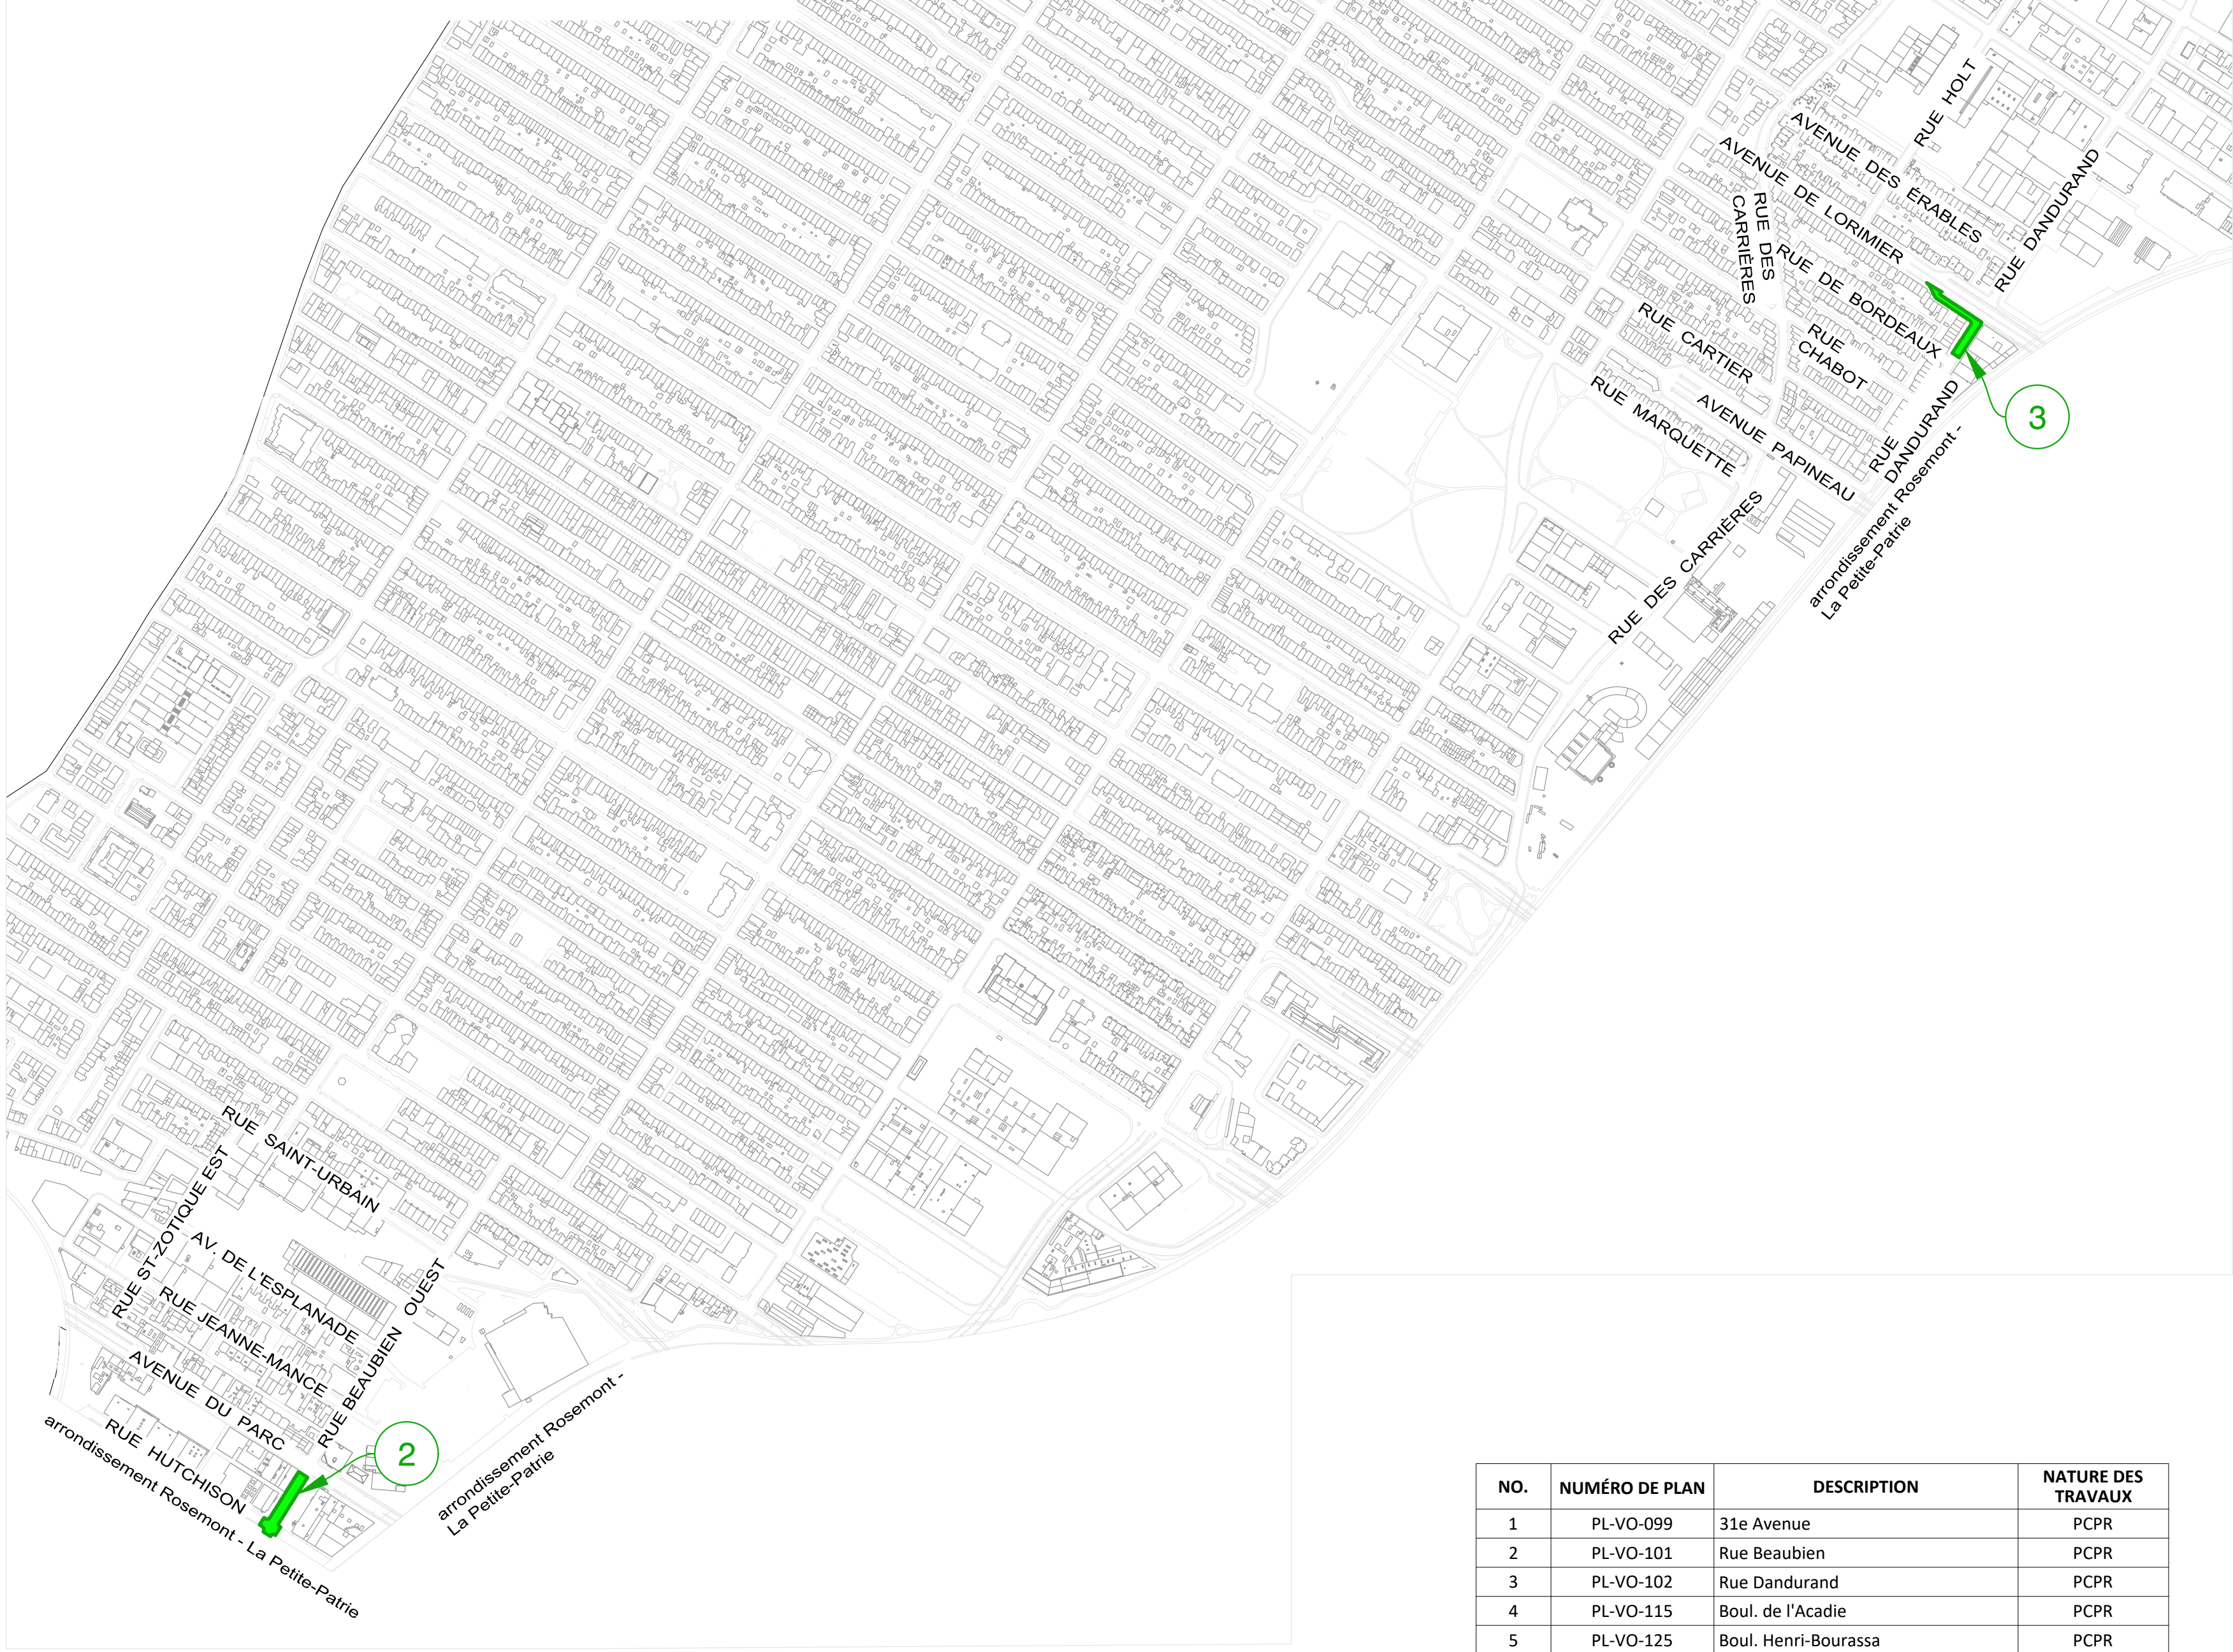 RUE HOLT
AVENUE DES ÉRABLES
AVENUE DE LORIMIER
RUE DANDURAND
RUE DES
CARRIÈRES
RUE DE BORDEAUX
RUE
CHABOT
RUE CARTIER
RUE MARQUETTE
AVENUE PAPINEAU
RUE
DANDURAND
3
arrondissement Rosemont -
La Petite-Patrie
RUE DES CARRIÈRES
RUE SAINT-URBAIN
RUE ST-ZOTIQUE EST
AV. DE L'ESPLANADE
RUE JEANNE-MANCE
RUE BEAUBIEN OUEST
AVENUE DU PARC
RUE HUTCHISON
2
arrondissement Rosemont - La Petite-Patrie
arrondissement Rosemont -
La Petite-Patrie
NO. NUMÉRO DE PLAN DESCRIPTION NATURE DES
TRAVAUX
1 PL-VO-099 31e Avenue PCPR
2 PL-VO-101 Rue Beaubien PCPR
3 PL-VO-102 Rue Dandurand PCPR
4 PL-VO-115 Boul. de l'Acadie PCPR
5 PL-VO-125 Boul. Henri-Bourassa PCPR